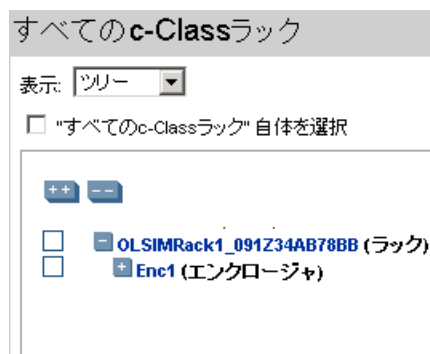 すべてのc-Classラック
表示: ツリー
"すべてのc-Classラック" 自体を選択
++ --
OLSIMRack1_091Z34AB78BB (ラック)
Enc1 (エンクロージャ)